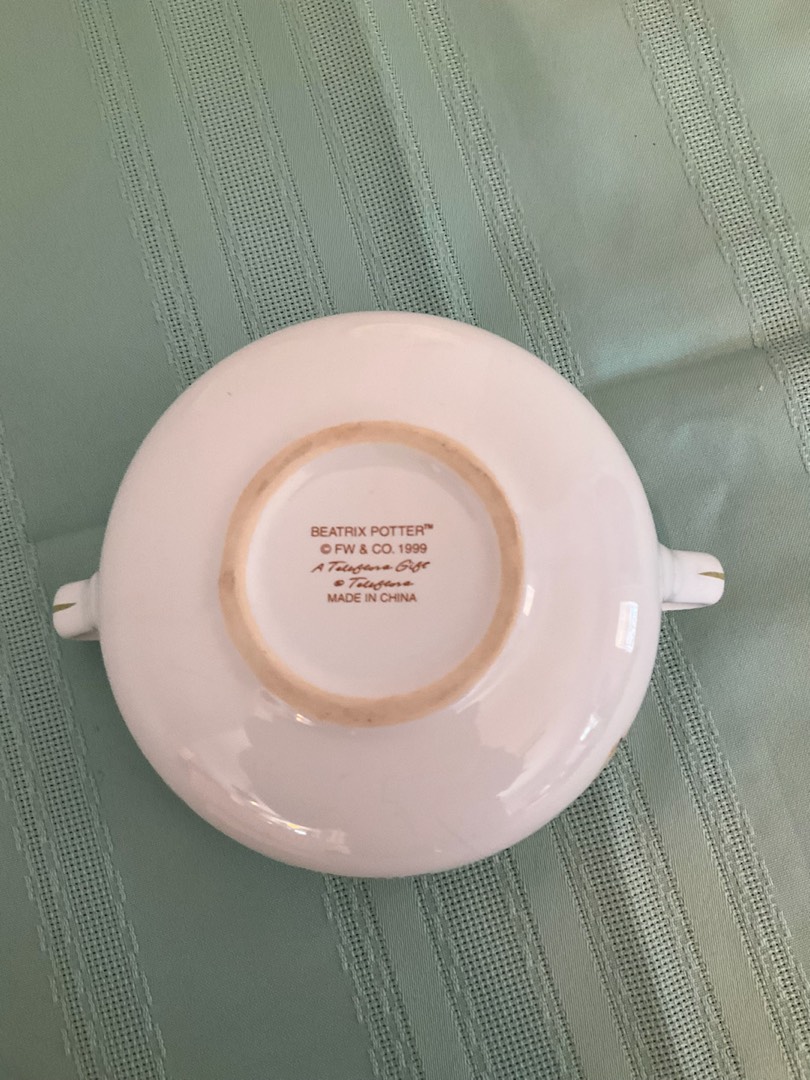 BEATRIX POTTER™
© FW & CO. 1999
A Teleflora Gift
© Teleflora
MADE IN CHINA